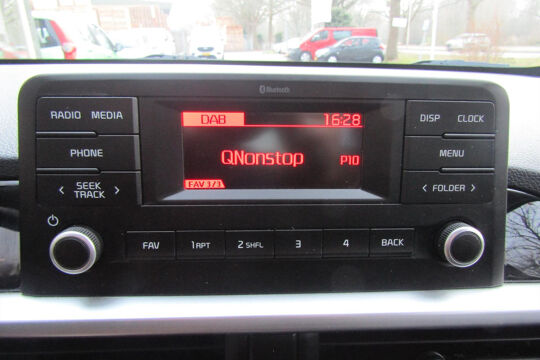 Bluetooth
RADIO MEDIA
DAB 16:28
DISP CLOCK
PHONE
QNonstop P10
MENU
< SEEK TRACK >
FAV 3/3
< FOLDER >
FAV 1 RPT 2 SHFL 3 4 BACK